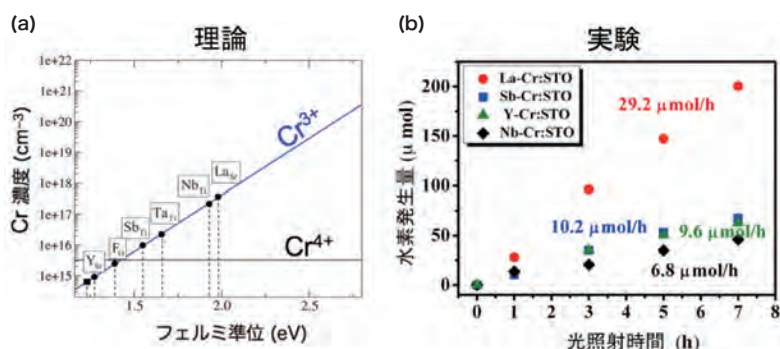 (a)
理論
Cr 濃度 (cm⁻³)
1e+22
1e+21
1e+20
1e+19
1e+18
1e+17
1e+16
1e+15
Y_Sr
F_O
Sb_Ti
Ta_Ti
Nb_Ti
La_Sr
Cr³⁺
Cr⁴⁺
1.5
2.0
2.5
フェルミ準位 (eV)
(b)
実験
水素発生量 (μ mol)
200
150
100
50
0
La-Cr:STO
Sb-Cr:STO
Y-Cr:STO
Nb-Cr:STO
29.2 μmol/h
10.2 μmol/h
9.6 μmol/h
6.8 μmol/h
0 1 2 3 4 5 6 7 8
光照射時間 (h)